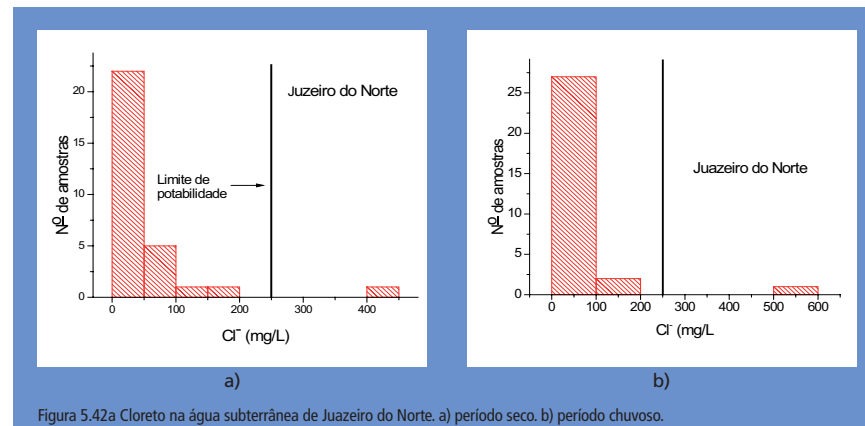 20
15
10
5
0
Nº de amostras
Juzeiro do Norte
Limite de
potabilidade
0 100 200 300 400
Cl⁻ (mg/L)
a)
25
20
15
10
5
0
Nº de amostras
Juazeiro do Norte
0 100 200 300 400 500 600
Cl⁻ (mg/L
b)
Figura 5.42a Cloreto na água subterrânea de Juazeiro do Norte. a) período seco. b) período chuvoso.